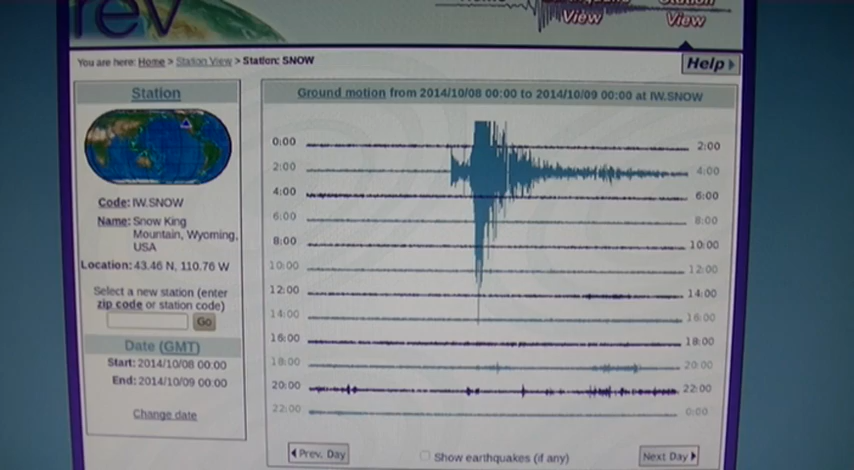 rev
View
Station
View
You are here: Home > Station View > Station: SNOW
Help
Station
Code: IW.SNOW
Name: Snow King
Mountain, Wyoming,
USA
Location: 43.46 N, 110.76 W
Select a new station (enter
zip code or station code)
Go
Date (GMT)
Start: 2014/10/08 00:00
End: 2014/10/09 00:00
Change date
Ground motion from 2014/10/08 00:00 to 2014/10/09 00:00 at IW.SNOW
0:00 2:00
2:00 4:00
4:00 6:00
6:00 8:00
8:00 10:00
10:00 12:00
12:00 14:00
14:00 16:00
16:00 18:00
18:00 20:00
20:00 22:00
22:00 0:00
Prev. Day
Show earthquakes (if any)
Next Day